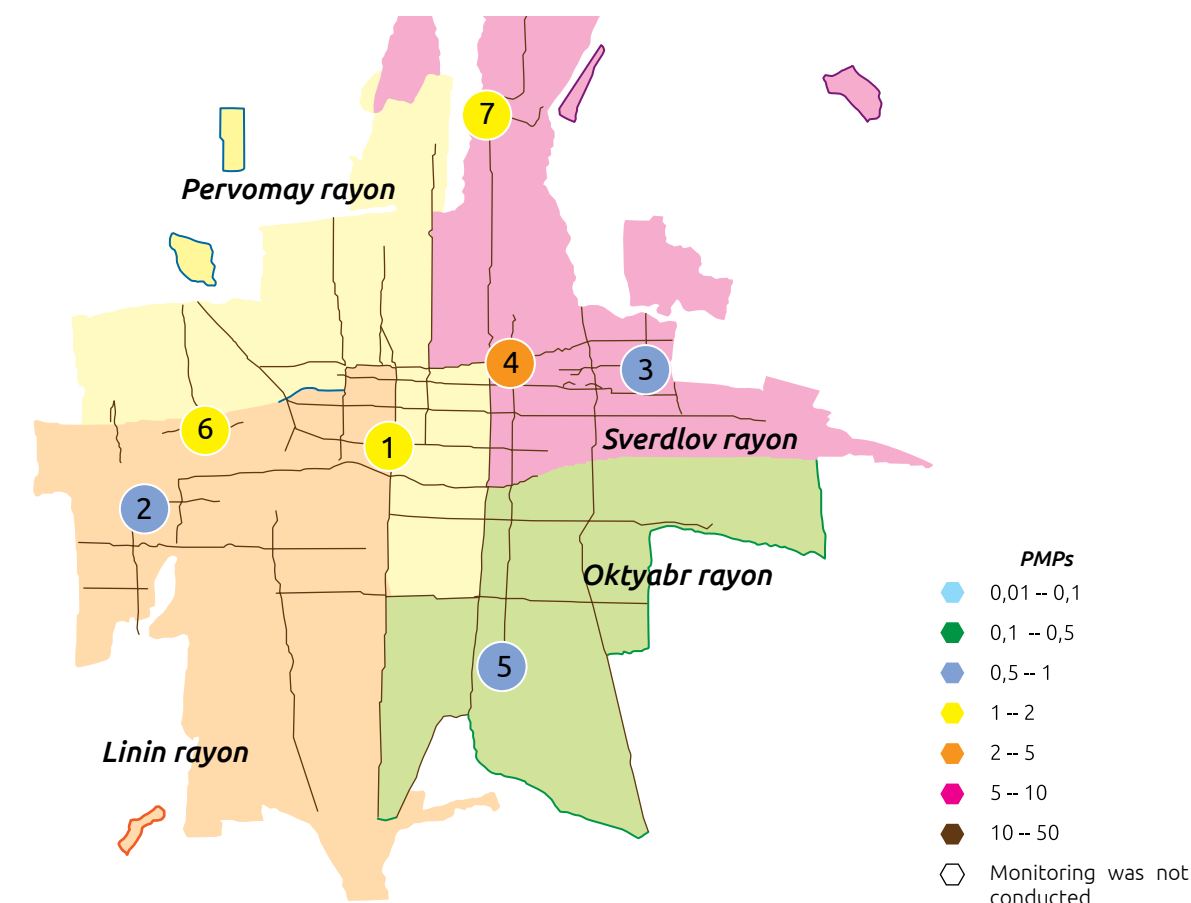 7
Pervomay rayon
4
3
6
1
Sverdlov rayon
2
Oktyabr rayon
5
Linin rayon
PMPs
0,01 -- 0,1
0,1 -- 0,5
0,5 -- 1
1 -- 2
2 -- 5
5 -- 10
10 -- 50
Monitoring was not
conducted